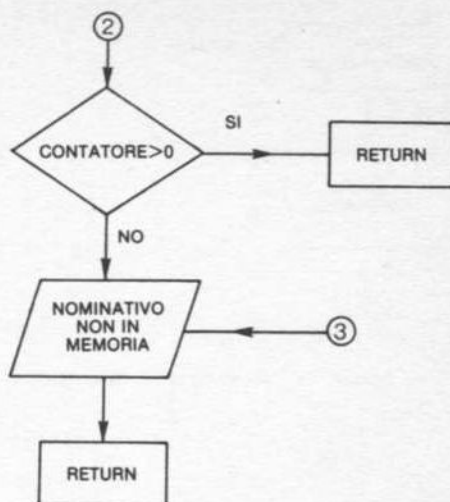 2
CONTATORE>0
SI
RETURN
NO
NOMINATIVO
NON IN
MEMORIA
3
RETURN